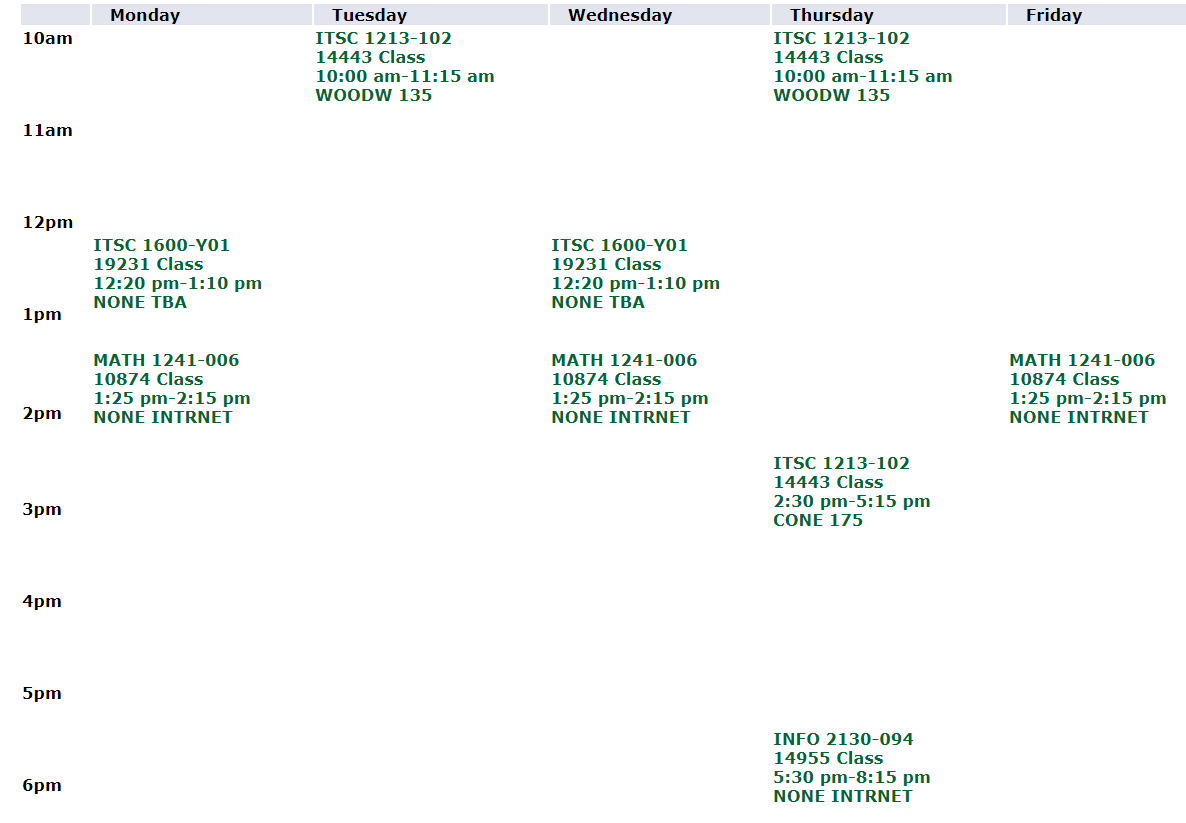 Monday Tuesday Wednesday Thursday Friday
10am
ITSC 1213-102
14443 Class
10:00 am-11:15 am
WOODW 135
ITSC 1213-102
14443 Class
10:00 am-11:15 am
WOODW 135
11am
12pm
ITSC 1600-Y01
19231 Class
12:20 pm-1:10 pm
NONE TBA
ITSC 1600-Y01
19231 Class
12:20 pm-1:10 pm
NONE TBA
1pm
MATH 1241-006
10874 Class
1:25 pm-2:15 pm
NONE INTRNET
MATH 1241-006
10874 Class
1:25 pm-2:15 pm
NONE INTRNET
MATH 1241-006
10874 Class
1:25 pm-2:15 pm
NONE INTRNET
2pm
ITSC 1213-102
14443 Class
2:30 pm-5:15 pm
CONE 175
3pm
4pm
5pm
INFO 2130-094
14955 Class
5:30 pm-8:15 pm
NONE INTRNET
6pm